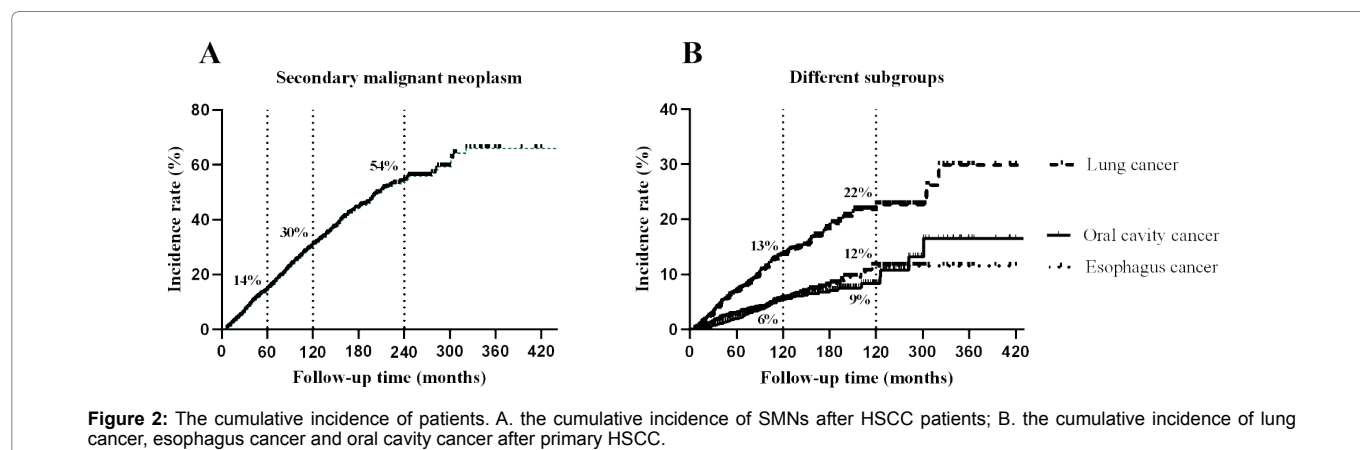 A
Secondary malignant neoplasm
Incidence rate (%)
80
60
40
20
0
14%
30%
54%
0 60 120 180 240 300 360 420
Follow-up time (months)
B
Different subgroups
Incidence rate (%)
40
30
20
10
0
13%
22%
12%
6%
9%
0 60 120 180 120 300 360 420
Follow-up time (months)
Lung cancer
Oral cavity cancer
Esophagus cancer
Figure 2: The cumulative incidence of patients. A. the cumulative incidence of SMNs after HSCC patients; B. the cumulative incidence of lung
cancer, esophagus cancer and oral cavity cancer after primary HSCC.